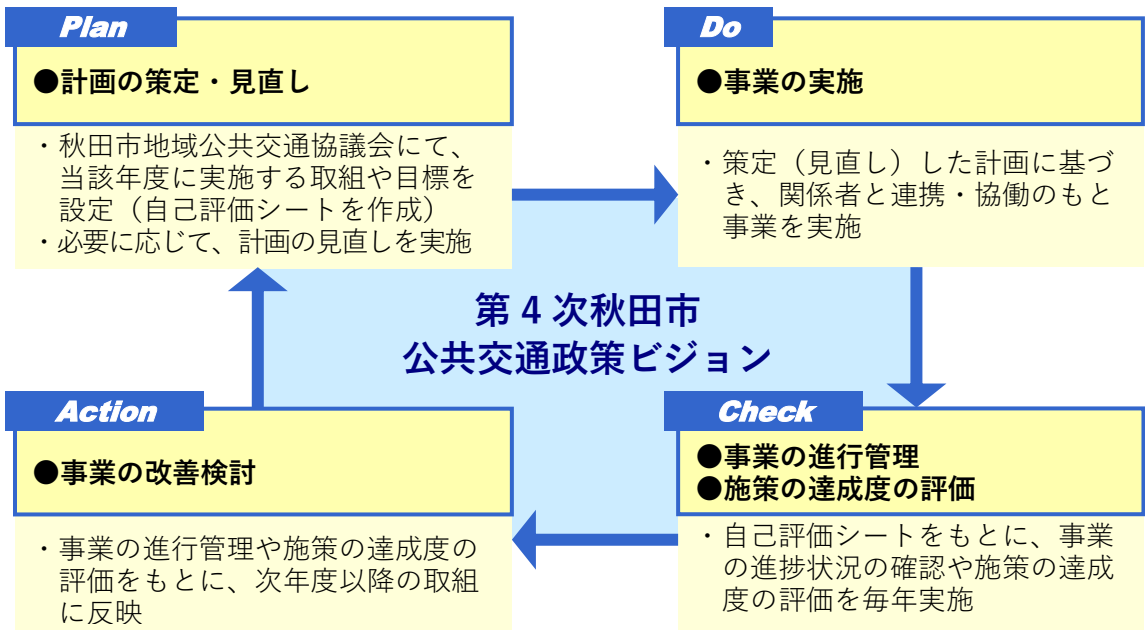 Plan
●計画の策定・見直し
・秋田市地域公共交通協議会にて、
当該年度に実施する取組や目標を
設定（自己評価シートを作成）
・必要に応じて、計画の見直しを実施
Do
●事業の実施
・策定（見直し）した計画に基づ
き、関係者と連携・協働のもと
事業を実施
第４次秋田市
公共交通政策ビジョン
Action
●事業の改善検討
・事業の進行管理や施策の達成度の
評価をもとに、次年度以降の取組
に反映
Check
●事業の進行管理
●施策の達成度の評価
・自己評価シートをもとに、事業
の進捗状況の確認や施策の達成
度の評価を毎年実施